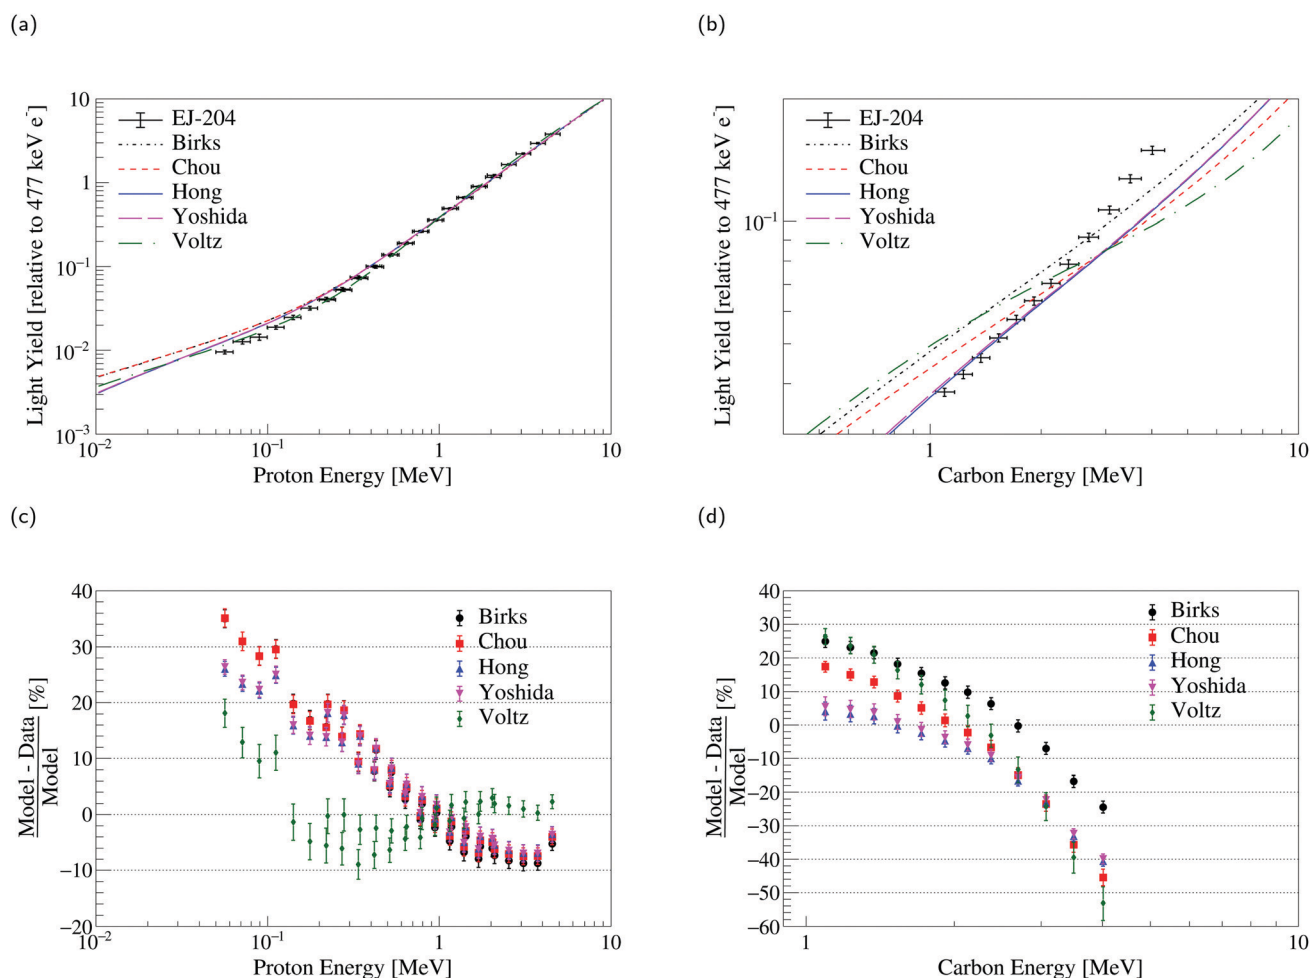 (a)
Light Yield [relative to 477 keV e⁻]
10
1
10⁻¹
10⁻²
10⁻³
EJ-204
Birks
Chou
Hong
Yoshida
Voltz
10⁻²
10⁻¹
1
10
Proton Energy [MeV]
(b)
Light Yield [relative to 477 keV e⁻]
10⁻¹
EJ-204
Birks
Chou
Hong
Yoshida
Voltz
1
10
Carbon Energy [MeV]
(c)
Model - Data
Model
[%]
40
30
20
10
0
−10
−20
Birks
Chou
Hong
Yoshida
Voltz
10⁻²
10⁻¹
1
10
Proton Energy [MeV]
(d)
Model - Data
Model
[%]
40
30
20
10
0
−10
−20
−30
−40
−50
−60
Birks
Chou
Hong
Yoshida
Voltz
1
10
Carbon Energy [MeV]